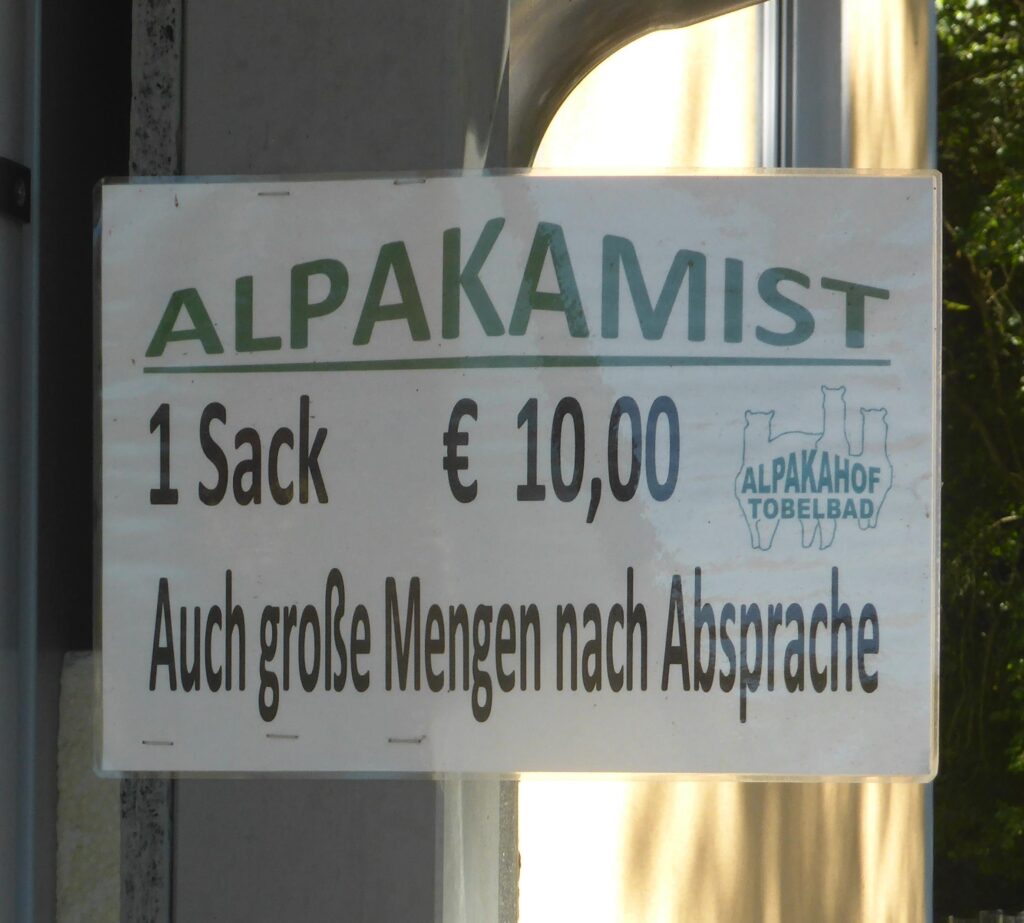 ALPAKAMIST
1 Sack € 10,00
ALPAKAHOF
TOBELBAD
Auch große Mengen nach Absprache